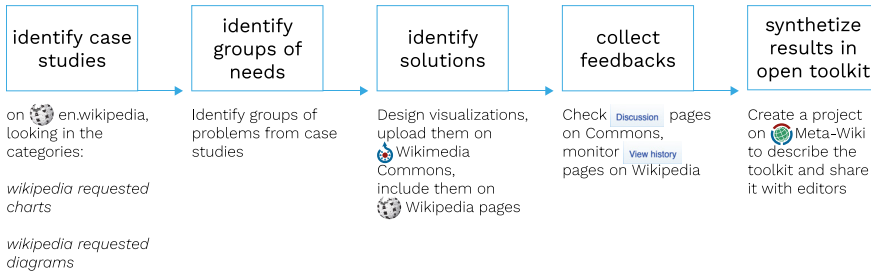 identify case
studies
on en.wikipedia,
looking in the
categories:
wikipedia requested
charts
wikipedia requested
diagrams
identify
groups of
needs
Identify groups of
problems from case
studies
identify
solutions
Design visualizations,
upload them on
Wikimedia
Commons,
include them on
Wikipedia pages
collect
feedbacks
Check Discussion pages
on Commons,
monitor View history
pages on Wikipedia
synthetize
results in
open toolkit
Create a project
on Meta-Wiki
to describe the
toolkit and share
it with editors